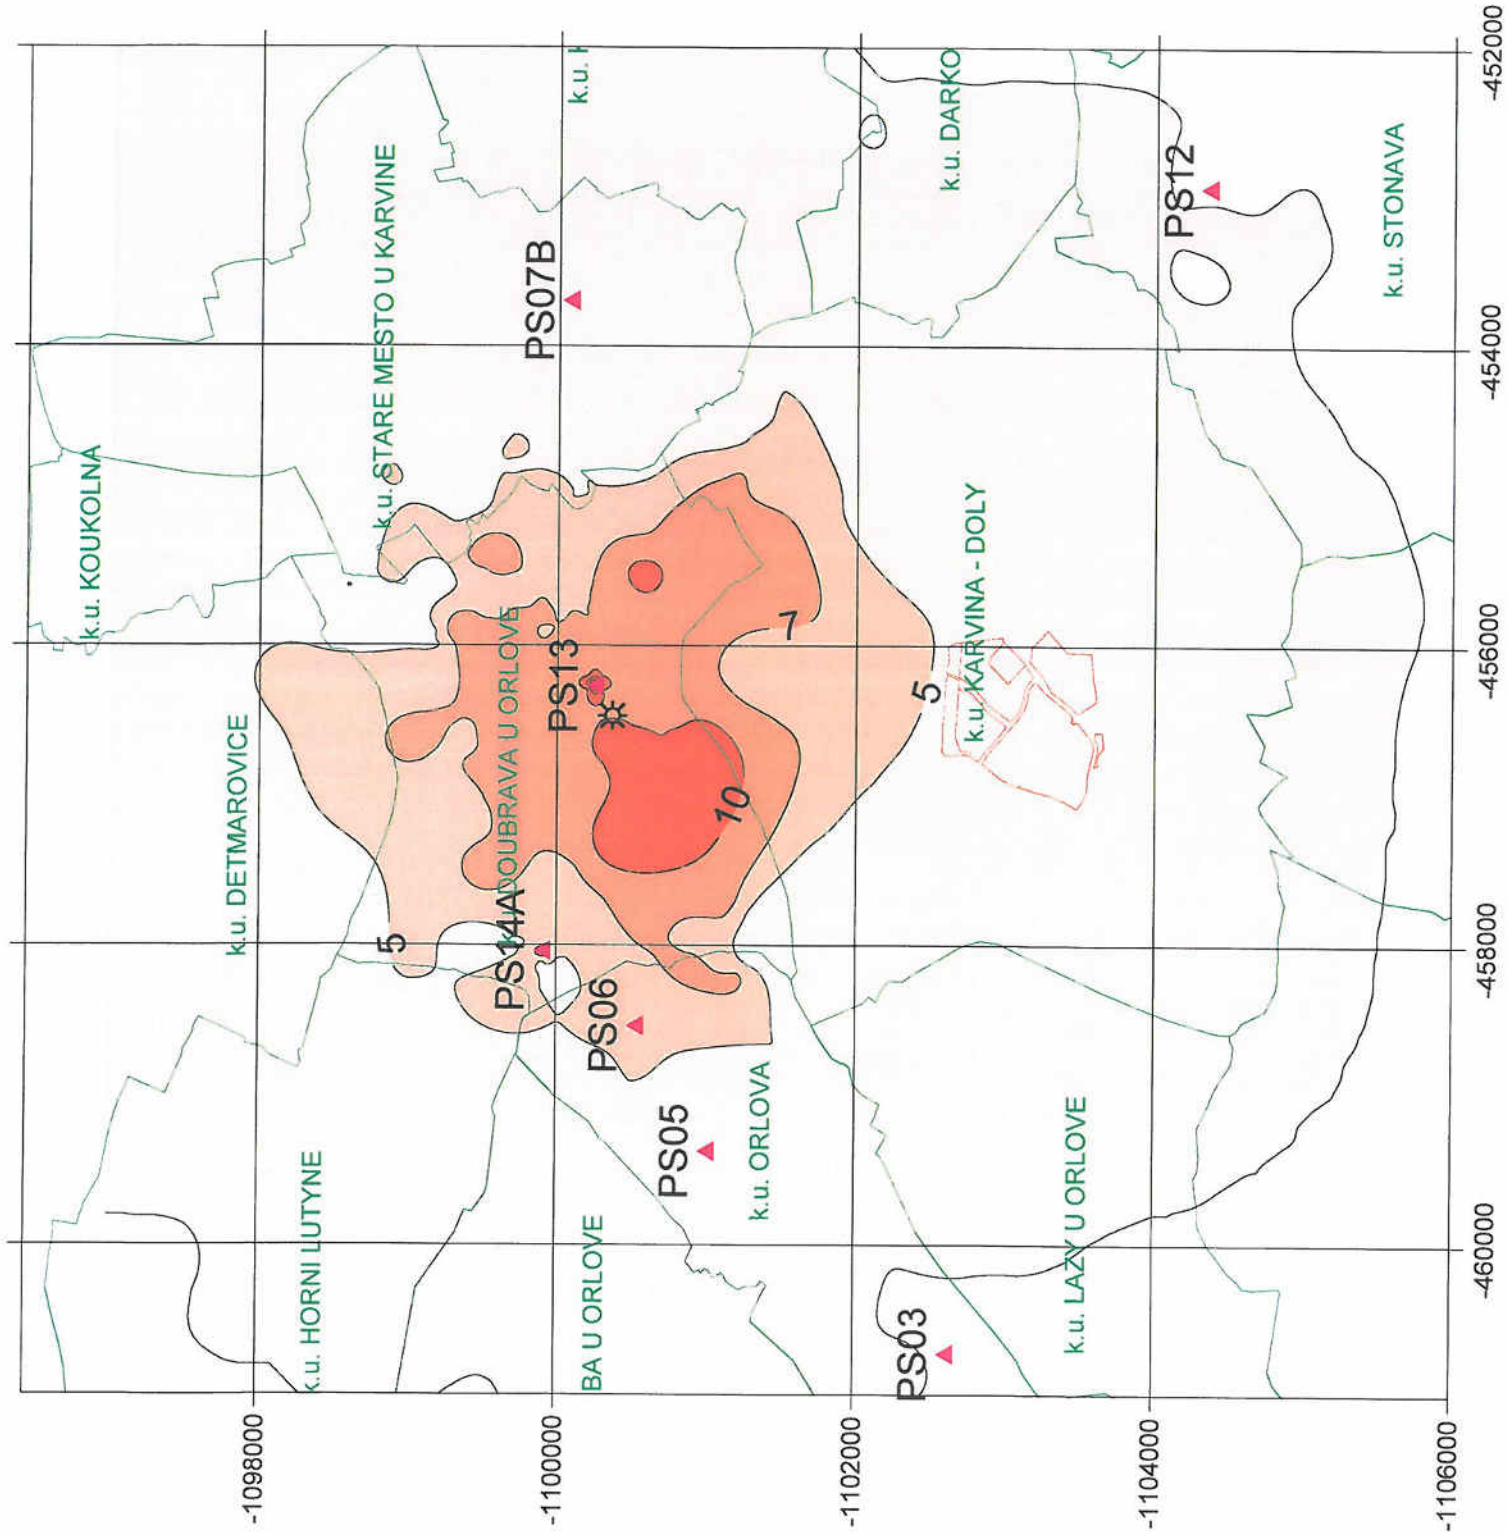 k.u. KOUKOLNA
k.u. DETMAROVICE
-1098000
k.u. HORNI LUTYNE
k.u. STARE MESTO U KARVINE
5
PS14A
DOUBRAVA U ORLOVE
PS07B
-1100000
PS13
k.u.
BA U ORLOVE
PS06
PS05
10
k.u. ORLOVA
7
-1102000
PS03
5
k.u. DARKO
k.u. KARVINA - DOLY
k.u. LAZY U ORLOVE
-1104000
PS12
k.u. STONAVA
-1106000
-460000
-458000
-456000
-454000
-452000